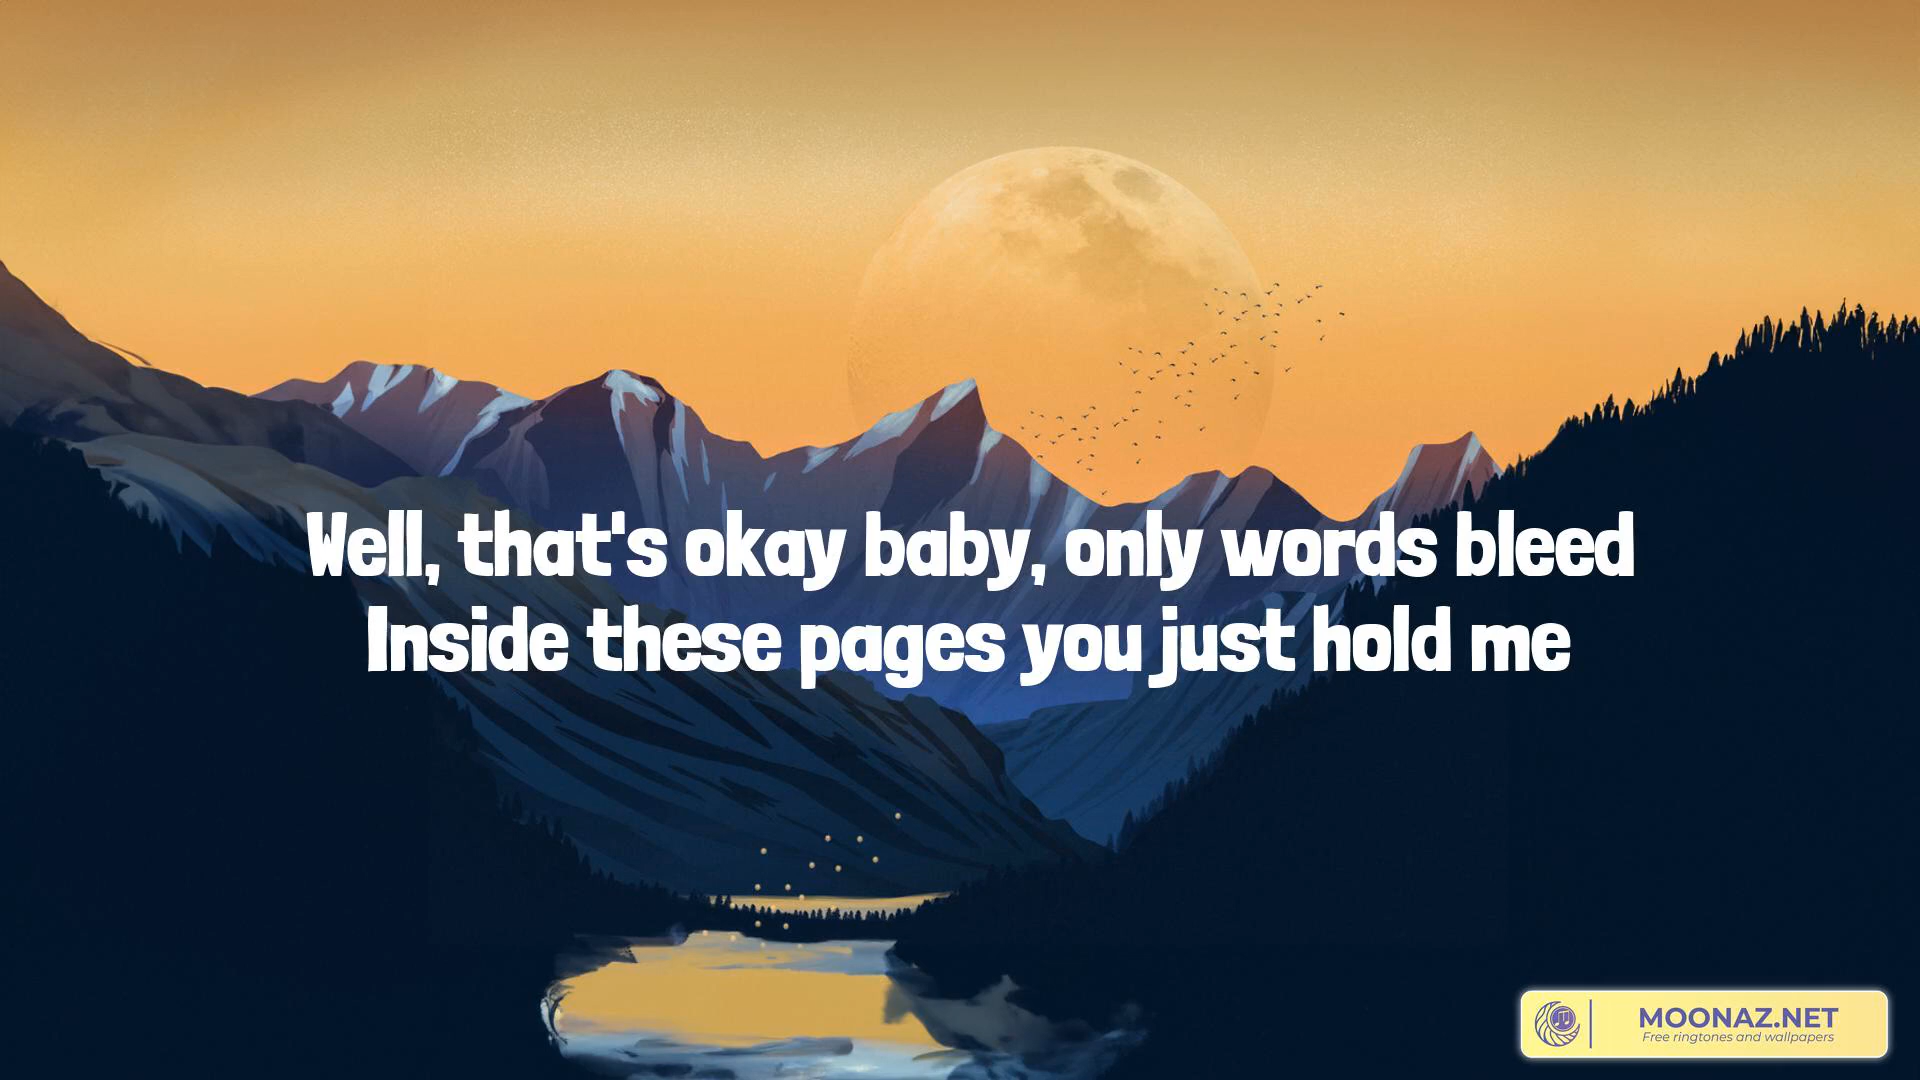 Well, that's okay baby, only words bleed
Inside these pages you just hold me
MOONAZ.NET
Free ringtones and wallpapers